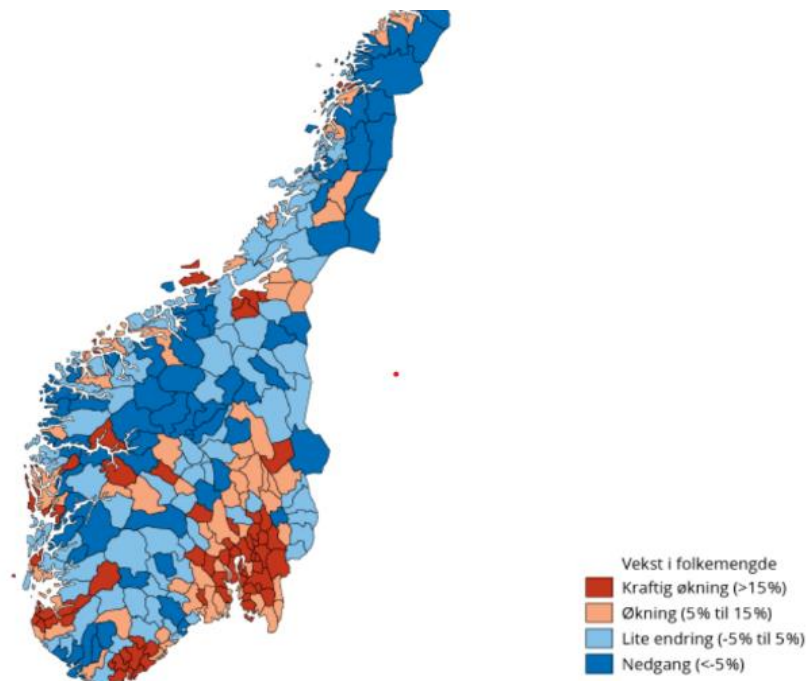 Vekst i folkemengde
Kraftig økning (>15%)
Økning (5% til 15%)
Lite endring (-5% til 5%)
Nedgang (<-5%)